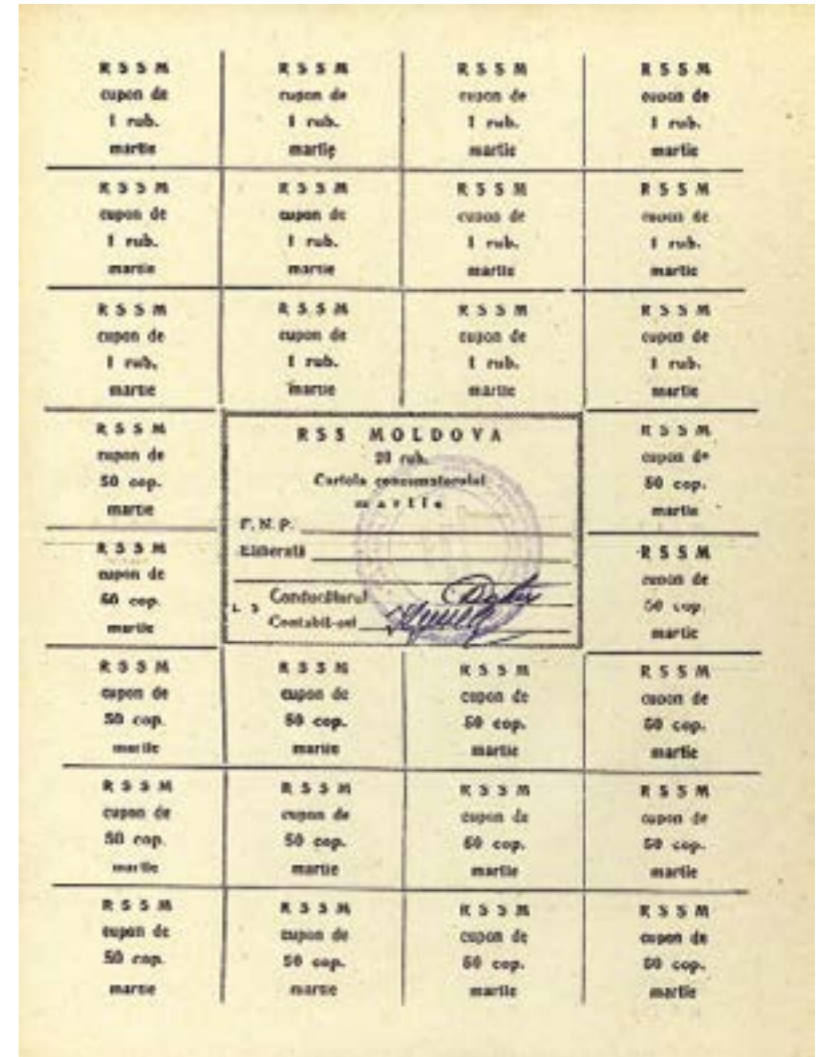 R S S M
cupon de
1 rub.
martie
R S S M
cupon de
1 rub.
martie
R S S M
cupon de
1 rub.
martie
R S S M
cupon de
1 rub.
martie
R S S M
cupon de
1 rub.
martie
R S S M
cupon de
1 rub.
martie
R S S M
cupon de
1 rub.
martie
R S S M
cupon de
1 rub.
martie
R S S M
cupon de
1 rub.
martie
R S S M
cupon de
1 rub.
martie
R S S M
cupon de
1 rub.
martie
R S S M
cupon de
1 rub.
martie
R S S M
cupon de
50 cop.
martie
RSS MOLDOVA
20 rub.
Cartela consumatorului
martie
F. N. P.
Eliberată
Conducătorul
L. S.
Contabil-șef
R S S M
cupon de
50 cop.
martie
R S S M
cupon de
50 cop.
martie
R S S M
cupon de
50 cop.
martie
R S S M
cupon de
50 cop.
martie
R S S M
cupon de
50 cop.
martie
R S S M
cupon de
50 cop.
martie
R S S M
cupon de
50 cop.
martie
R S S M
cupon de
50 cop.
martie
R S S M
cupon de
50 cop.
martie
R S S M
cupon de
50 cop.
martie
R S S M
cupon de
50 cop.
martie
R S S M
cupon de
50 cop.
martie
R S S M
cupon de
50 cop.
martie
R S S M
cupon de
50 cop.
martie
R S S M
cupon de
50 cop.
martie